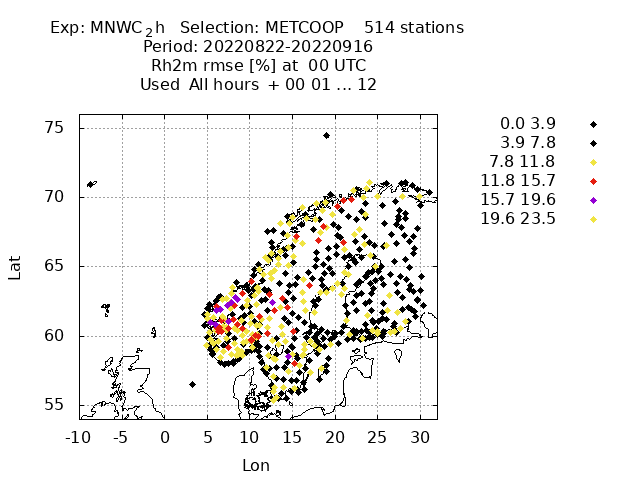 Exp: MNWC_2h   Selection: METCOOP    514 stations
Period: 20220822-20220916
Rh2m rmse [%] at  00 UTC
Used  All hours  + 00 01 ... 12
0.0 3.9
3.9 7.8
7.8 11.8
11.8 15.7
15.7 19.6
19.6 23.5
75
70
65
60
55
Lat
-10 -5 0 5 10 15 20 25 30
Lon